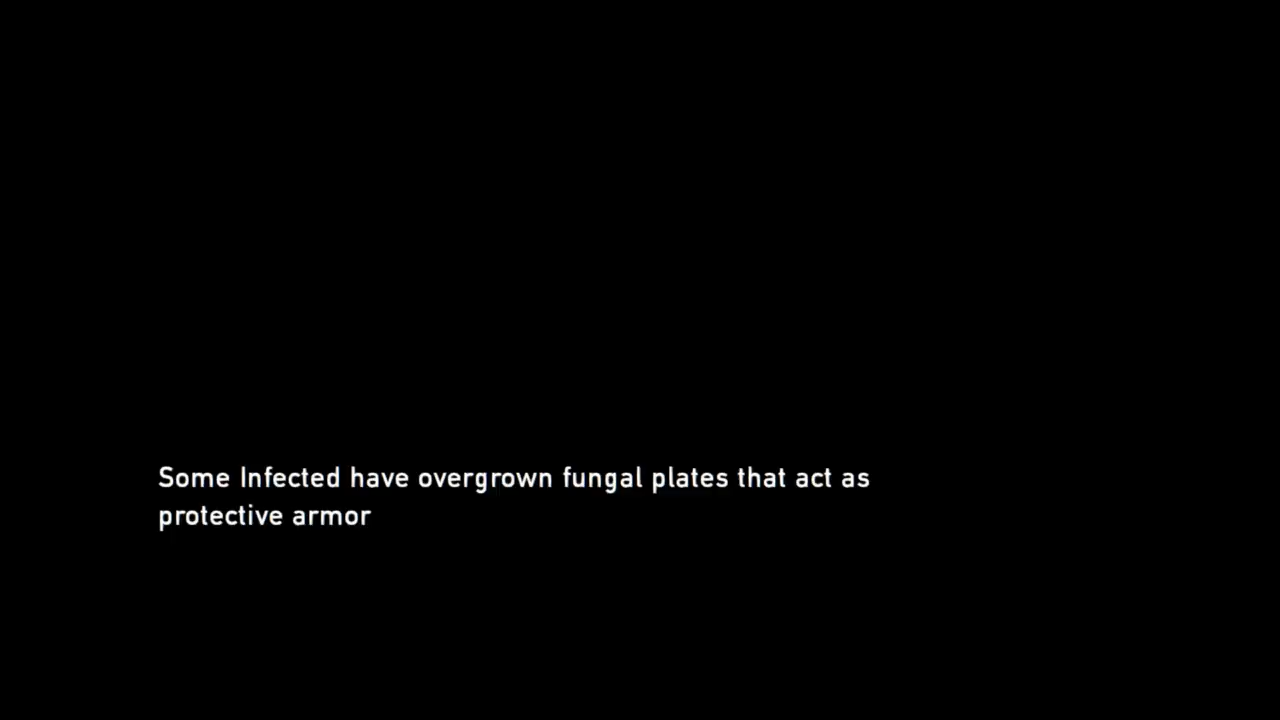 Some Infected have overgrown fungal plates that act as
protective armor